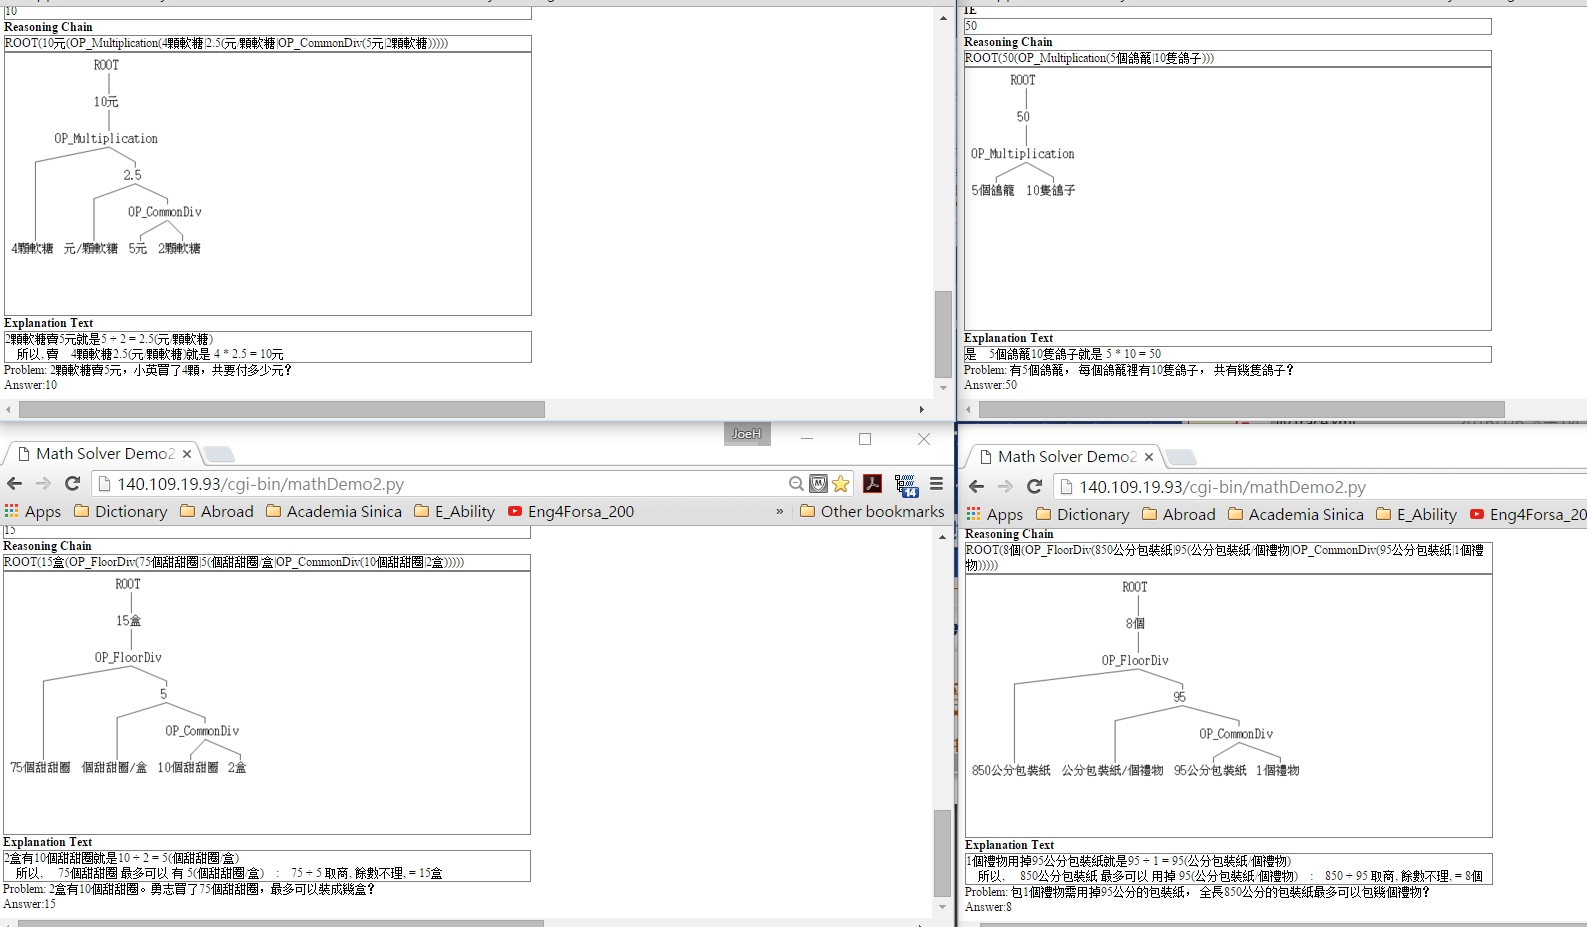 10
Reasoning Chain
ROOT(10元(OP_Multiplication(4顆軟糖|2.5(元/顆軟糖|OP_CommonDiv(5元|2顆軟糖)))))
ROOT
10元
OP_Multiplication
2.5
OP_CommonDiv
4顆軟糖 元/顆軟糖 5元 2顆軟糖
Explanation Text
2顆軟糖賣5元就是5 ÷ 2 = 2.5(元/顆軟糖)
所以, 賣 4顆軟糖2.5(元/顆軟糖)就是 4 * 2.5 = 10元
Problem: 2顆軟糖賣5元，小英買了4顆，共要付多少元?
Answer:10
IE
50
Reasoning Chain
ROOT(50(OP_Multiplication(5個鴿籠|10隻鴿子)))
ROOT
50
OP_Multiplication
5個鴿籠 10隻鴿子
Explanation Text
是 5個鴿籠10隻鴿子就是 5 * 10 = 50
Problem: 有5個鴿籠， 每個鴿籠裡有10隻鴿子， 共有幾隻鴿子?
Answer:50
JoeH
Math Solver Demo2
140.109.19.93/cgi-bin/mathDemo2.py
14
Apps Dictionary Abroad Academia Sinica E_Ability Eng4Forsa_200 » Other bookmarks
15
Reasoning Chain
ROOT(15盒(OP_FloorDiv(75個甜甜圈|5(個甜甜圈/盒|OP_CommonDiv(10個甜甜圈|2盒)))))
ROOT
15盒
OP_FloorDiv
5
OP_CommonDiv
75個甜甜圈 個甜甜圈/盒 10個甜甜圈 2盒
Explanation Text
2盒有10個甜甜圈就是10 ÷ 2 = 5(個甜甜圈/盒)
所以, 75個甜甜圈 最多可以 有 5(個甜甜圈/盒) : 75 ÷ 5 取商, 餘數不理, = 15盒
Problem: 2盒有10個甜甜圈。勇志買了75個甜甜圈，最多可以裝成幾盒?
Answer:15
Math Solver Demo2
140.109.19.93/cgi-bin/mathDemo2.py
Apps Dictionary Abroad Academia Sinica E_Ability Eng4Forsa_20
Reasoning Chain
ROOT(8個(OP_FloorDiv(850公分包裝紙|95(公分包裝紙/個禮物|OP_CommonDiv(95公分包裝紙|1個禮
物)))))
ROOT
8個
OP_FloorDiv
95
OP_CommonDiv
850公分包裝紙 公分包裝紙/個禮物 95公分包裝紙 1個禮物
Explanation Text
1個禮物用掉95公分包裝紙就是95 ÷ 1 = 95(公分包裝紙/個禮物)
所以, 850公分包裝紙 最多可以 用掉 95(公分包裝紙/個禮物) : 850 ÷ 95 取商, 餘數不理, = 8個
Problem: 包1個禮物需用掉95公分的包裝紙， 全長850公分的包裝紙最多可以包幾個禮物?
Answer:8